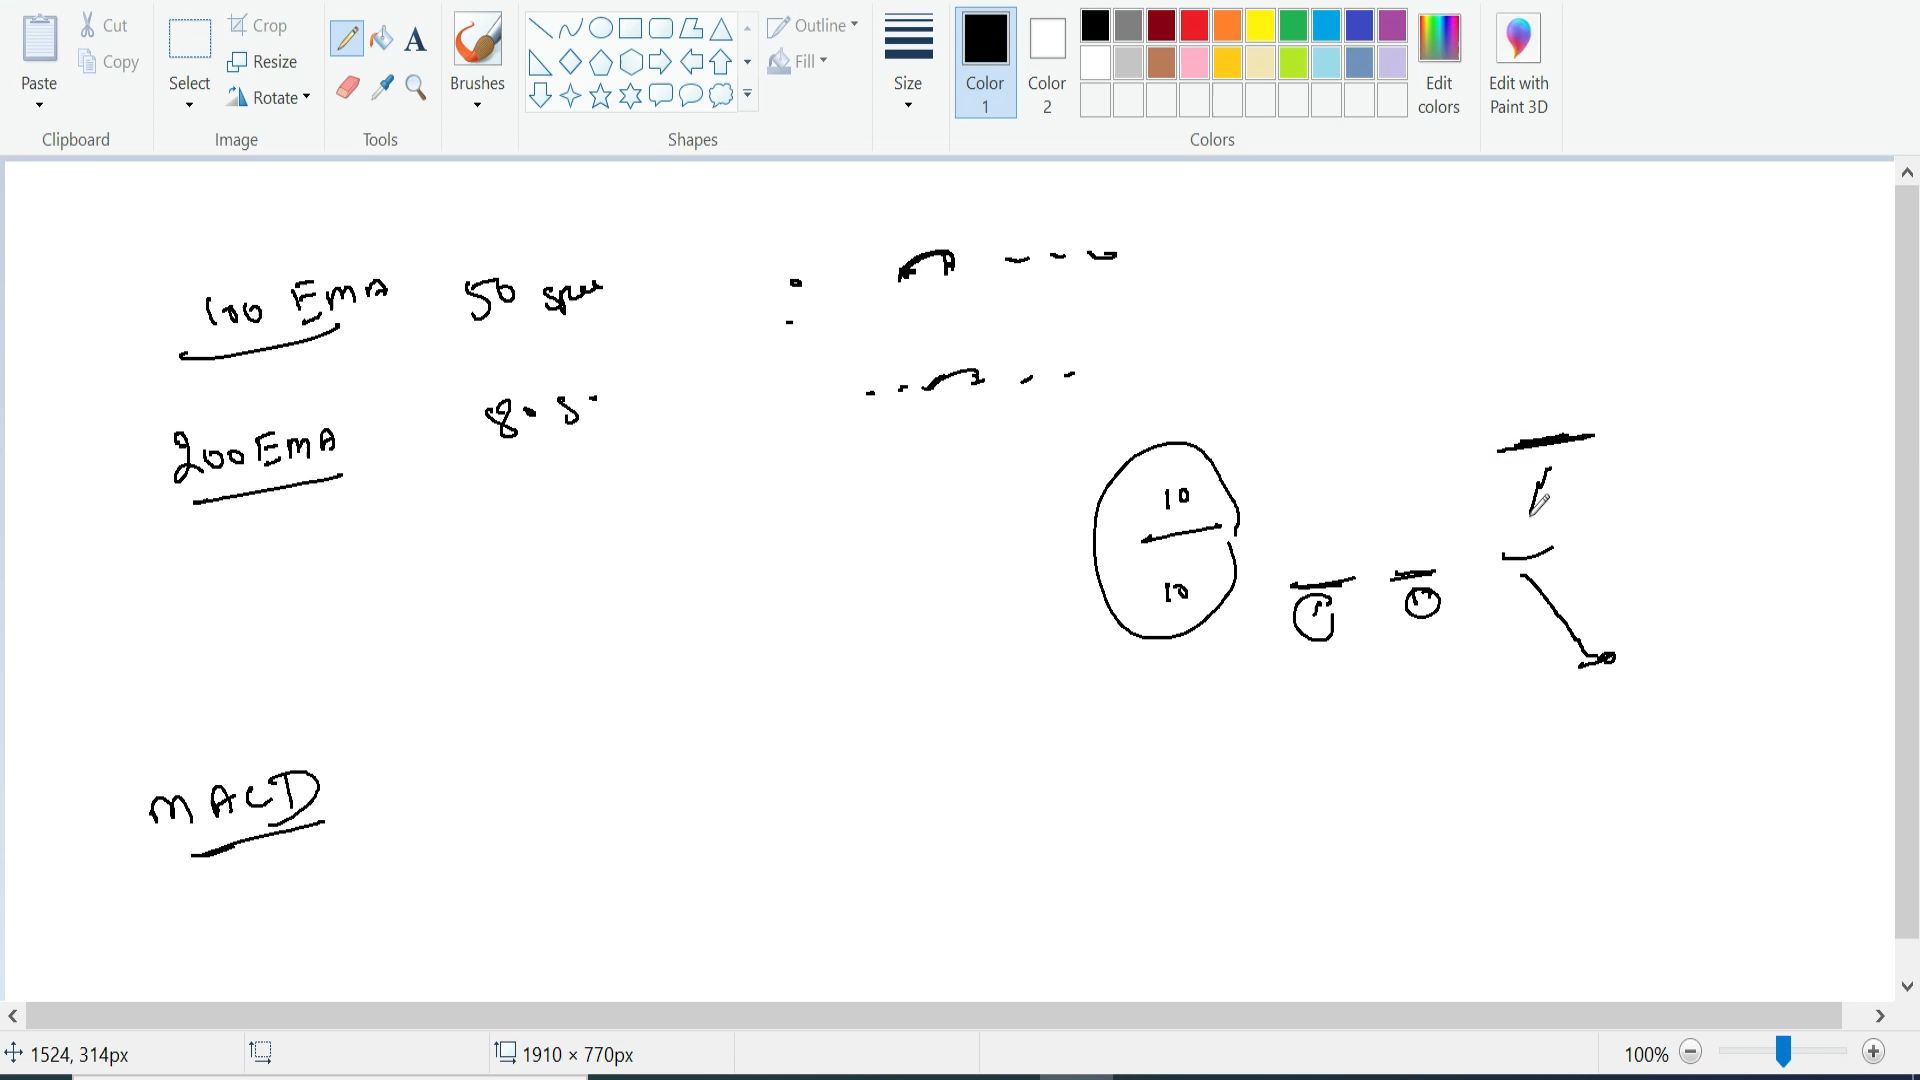 Paste
Cut
Copy
Clipboard
Select
Crop
Resize
Rotate
Image
Tools
Brushes
Shapes
Outline
Fill
Size
Color 1
Color 2
Edit colors
Edit with Paint 3D
Colors
100 EMA 50
200 EMA
10
10
MACD
1524, 314px
1910 × 770px
100%